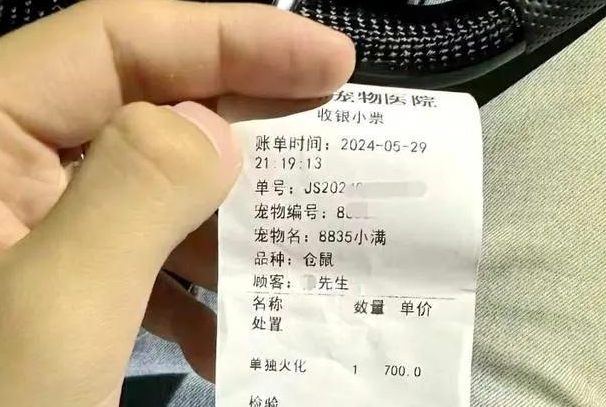 宠物医院
收银小票
账单时间：2024-05-29
21:19:13
单号：JS202
宠物编号：8
宠物名：8835小满
品种：仓鼠
顾客：先生
名称 数量 单价
处置
单独火化 1 700.0
检验